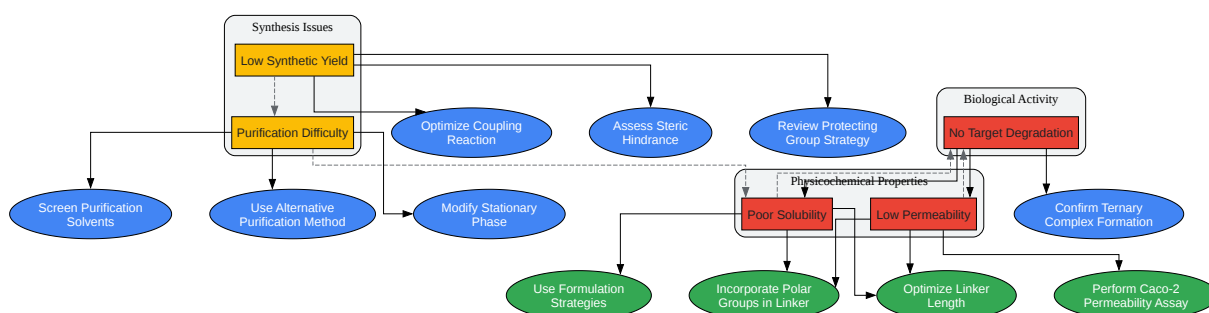 Synthesis Issues
Low Synthetic Yield
Biological Activity
Purification Difficulty
Optimize Coupling
Reaction
Assess Steric
Hindrance
Review Protecting
Group Strategy
No Target Degradation
Physicochemical Properties
Screen Purification
Solvents
Use Alternative
Purification Method
Modify Stationary
Phase
Poor Solubility
Low Permeability
Confirm Ternary
Complex Formation
Use Formulation
Strategies
Incorporate Polar
Groups in Linker
Optimize Linker
Length
Perform Caco-2
Permeability Assay